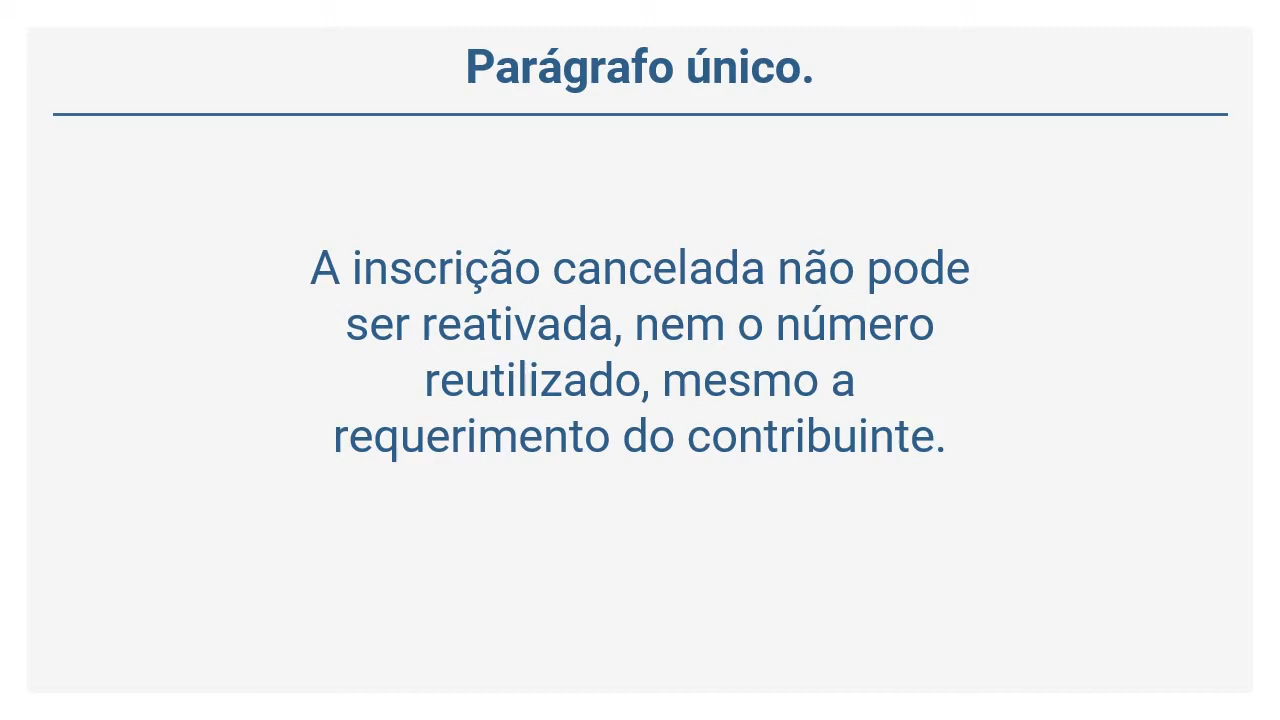 Parágrafo único.
A inscrição cancelada não pode
ser reativada, nem o número
reutilizado, mesmo a
requerimento do contribuinte.